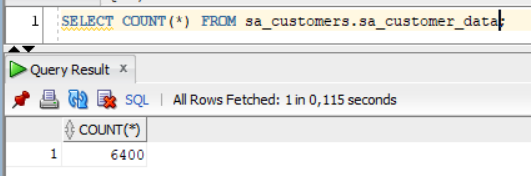 1 SELECT COUNT(*) FROM sa_customers.sa_customer_data;
Query Result x
SQL | All Rows Fetched: 1 in 0,115 seconds
COUNT(*)
1 6400